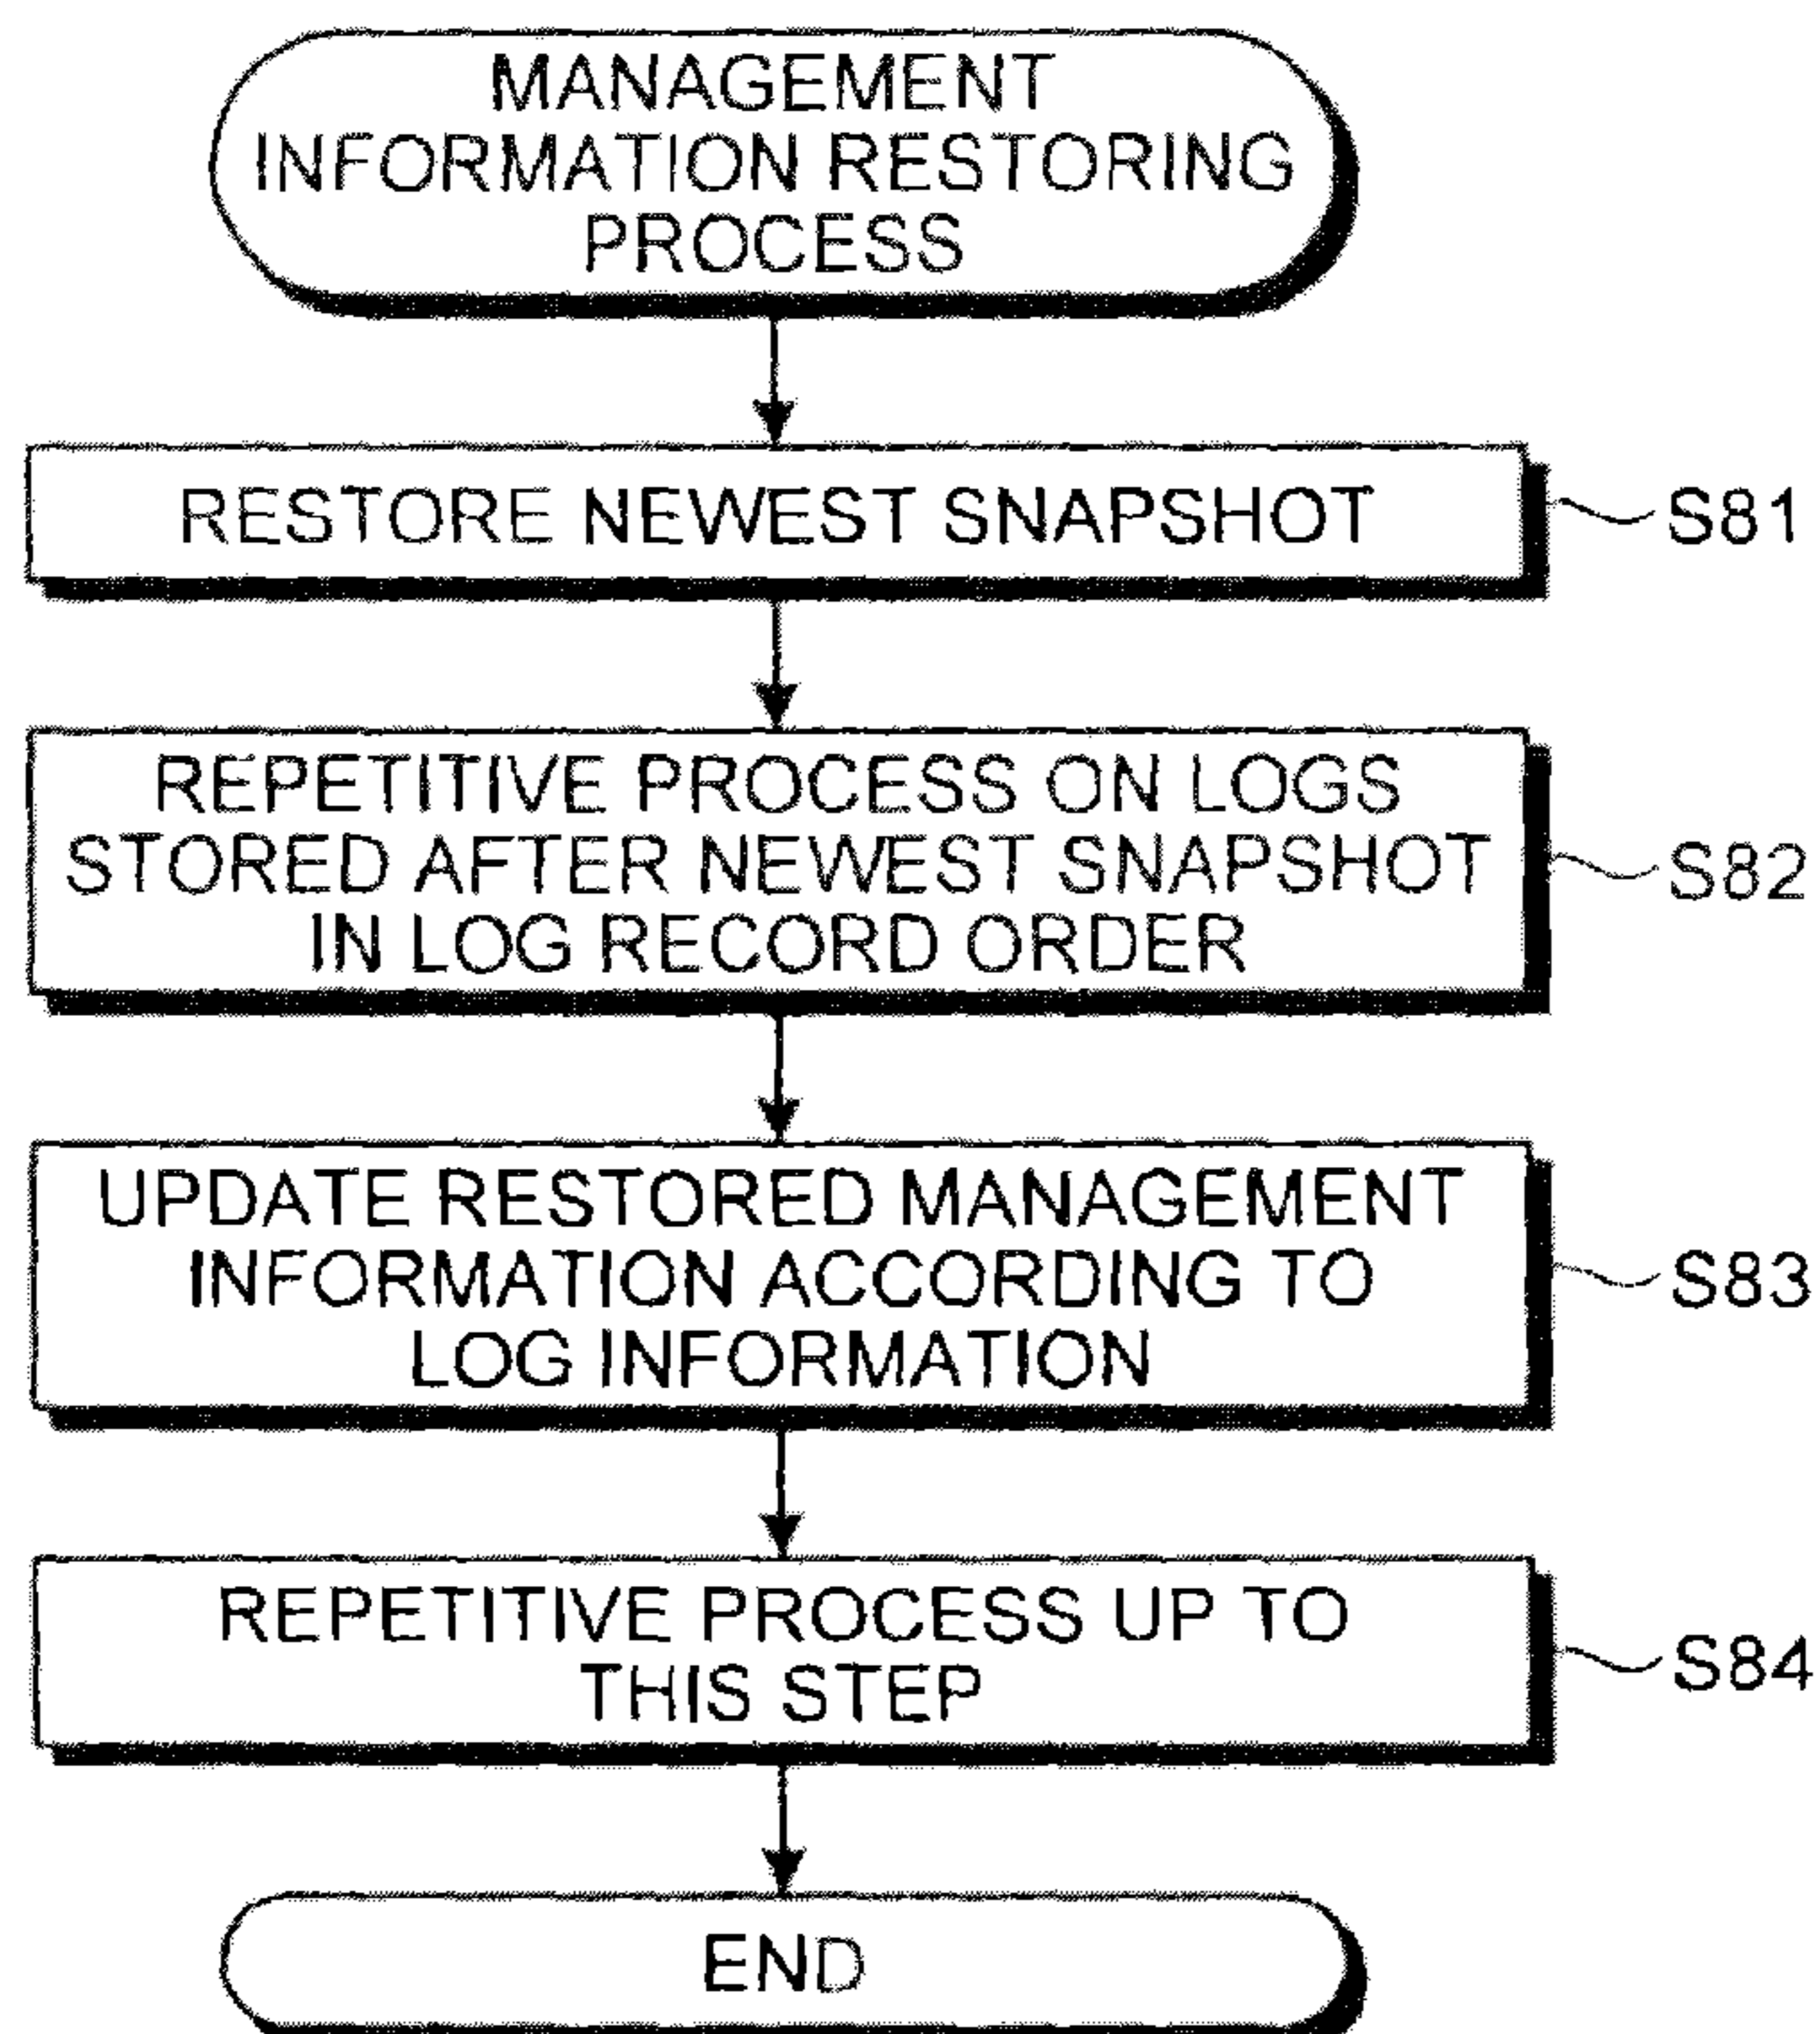 MANAGEMENT
INFORMATION RESTORING
PROCESS
RESTORE NEWEST SNAPSHOT
S81
REPETITIVE PROCESS ON LOGS
STORED AFTER NEWEST SNAPSHOT
IN LOG RECORD ORDER
S82
UPDATE RESTORED MANAGEMENT
INFORMATION ACCORDING TO
LOG INFORMATION
S83
REPETITIVE PROCESS UP TO
THIS STEP
S84
END